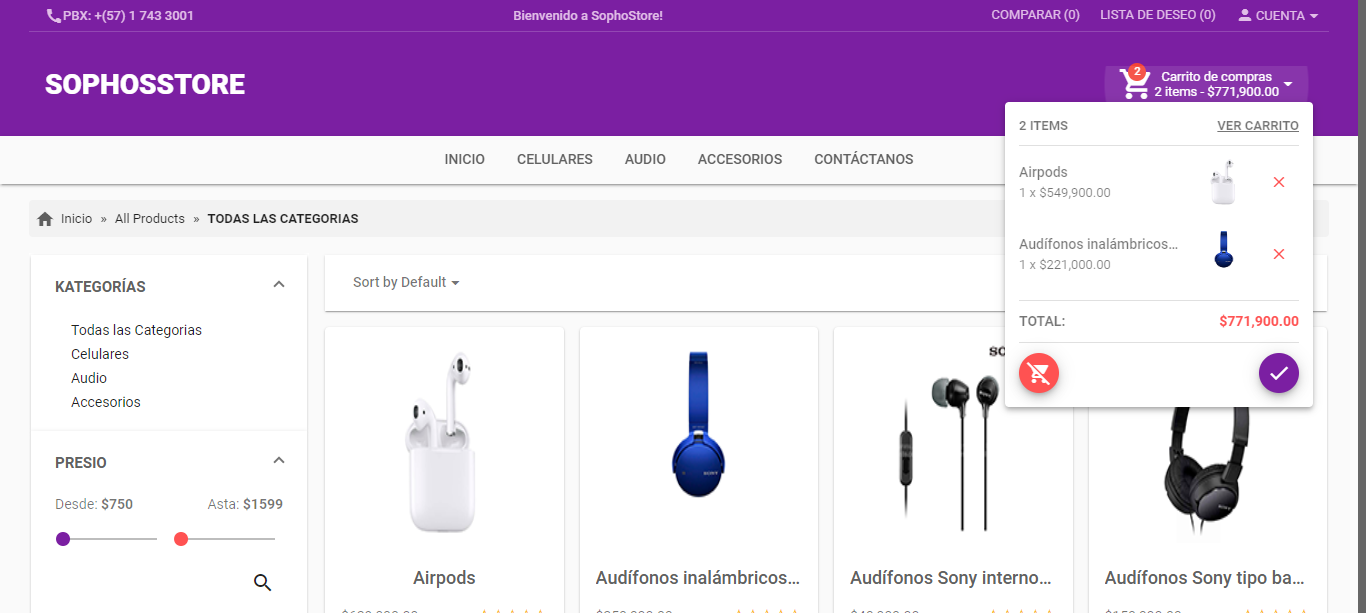 PBX: +(57) 1 743 3001
Bienvenido a SophoStore!
COMPARAR (0)
LISTA DE DESEO (0)
CUENTA
SOPHOSSTORE
2
Carrito de compras
2 items - $771,900.00
INICIO
CELULARES
AUDIO
ACCESORIOS
CONTÁCTANOS
2 ITEMS
VER CARRITO
Airpods
1 x $549,900.00
Audífonos inalámbricos...
1 x $221,000.00
TOTAL:
$771,900.00
Inicio » All Products » TODAS LAS CATEGORIAS
KATEGORÍAS
Todas las Categorias
Celulares
Audio
Accesorios
PRESIO
Desde: $750
Asta: $1599
Sort by Default
SONY
Airpods
Audífonos inalámbricos...
Audífonos Sony interno...
Audífonos Sony tipo ba...